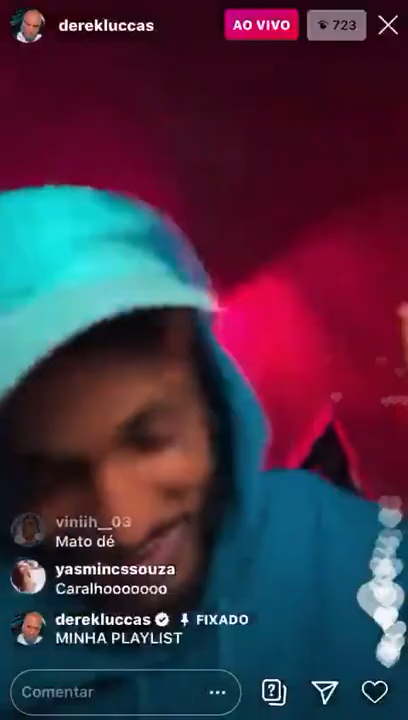 derekluccas
AO VIVO
723
viniih__03
Mato dé
yasmincssouza
Caralhooooooo
derekluccas FIXADO
MINHA PLAYLIST
Comentar